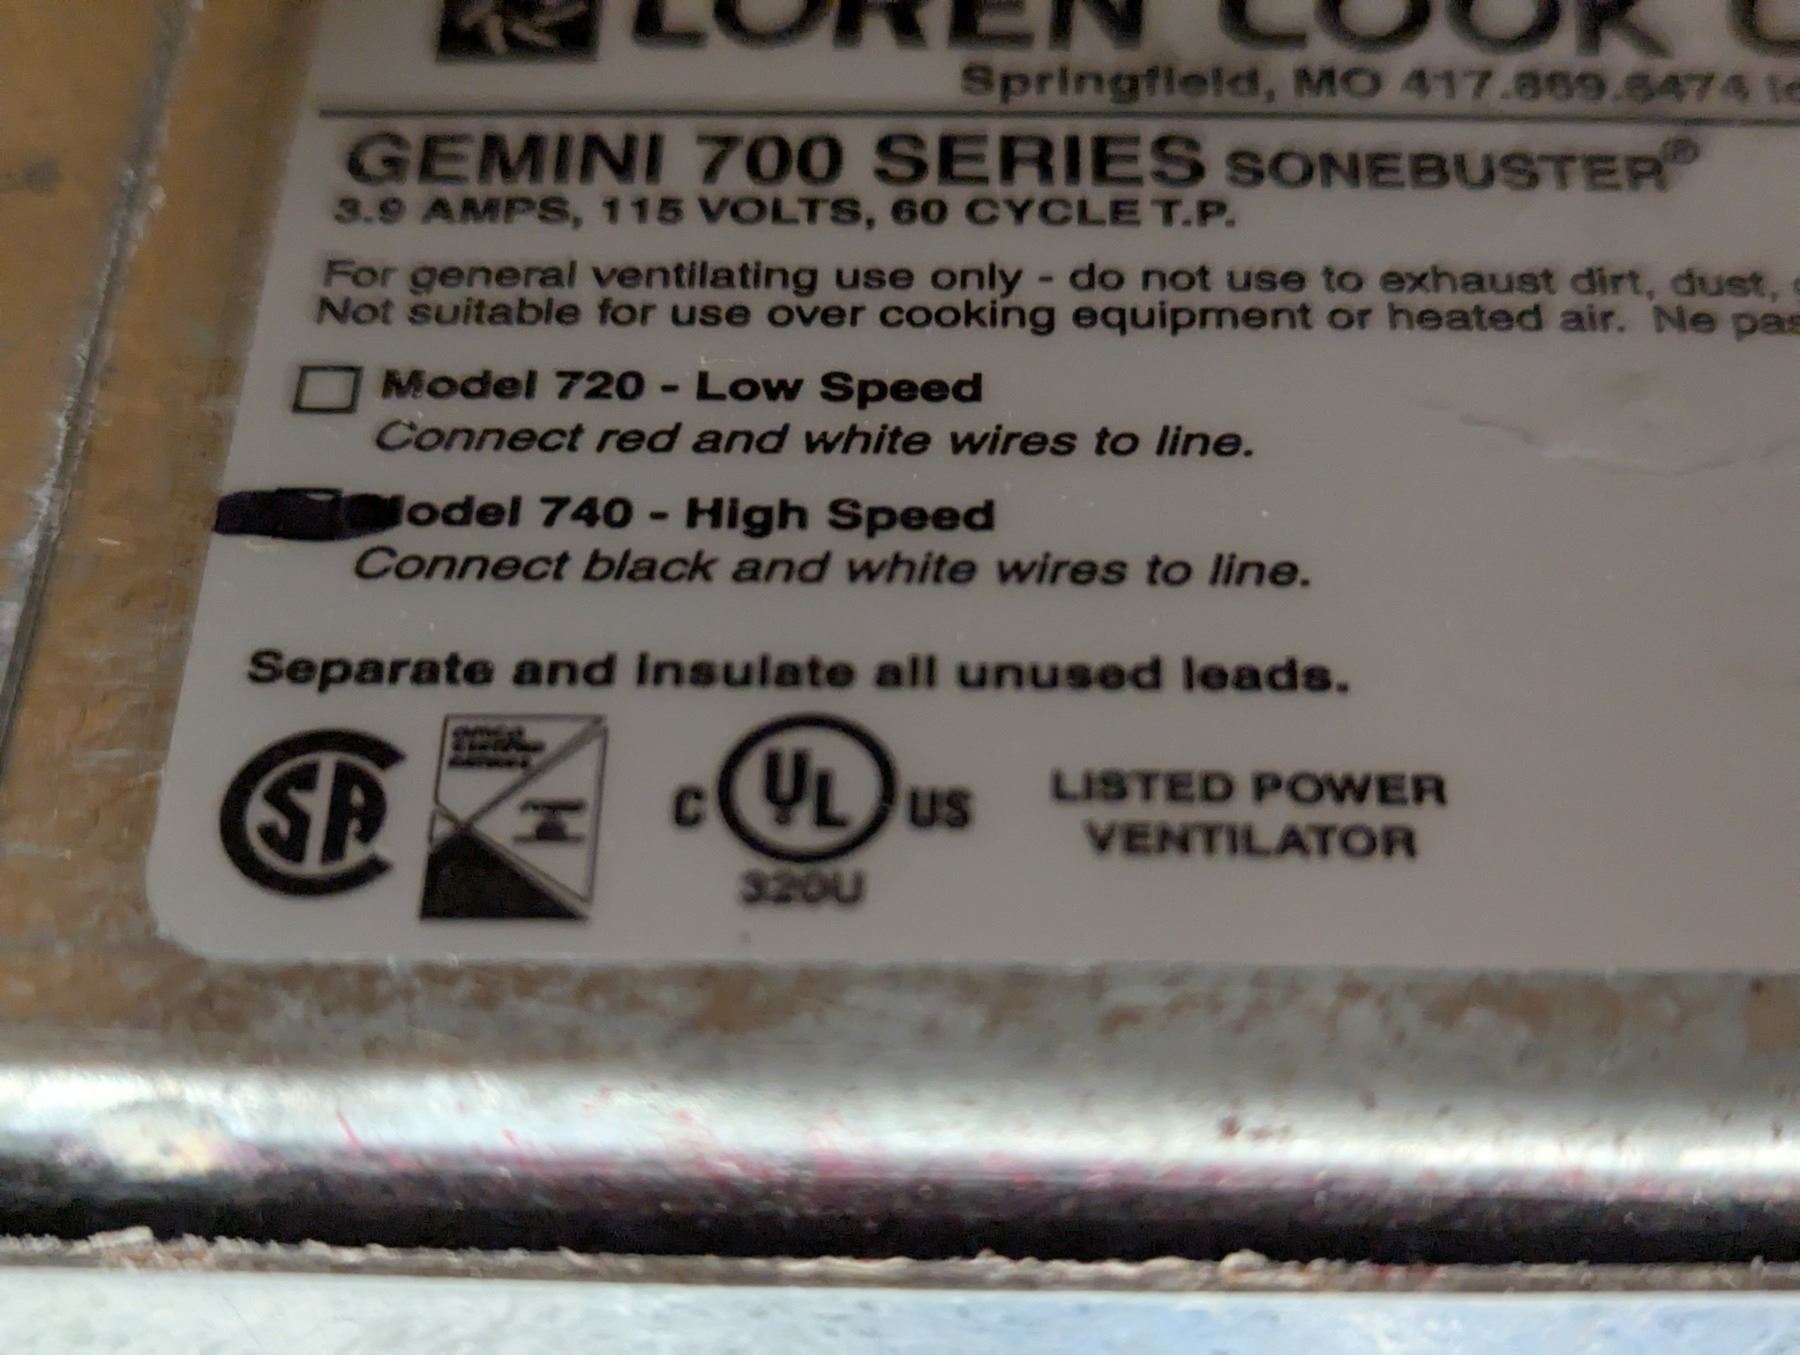 LOREN COOK
Springfield, MO 417.869.6474
GEMINI 700 SERIES SONEBUSTER®
3.9 AMPS, 115 VOLTS, 60 CYCLE T.P.
For general ventilating use only - do not use to exhaust dirt, dust,
Not suitable for use over cooking equipment or heated air. Ne pas
Model 720 - Low Speed
Connect red and white wires to line.
odel 740 - High Speed
Connect black and white wires to line.
Separate and insulate all unused leads.
SA
C UL US
LISTED POWER
VENTILATOR
320U